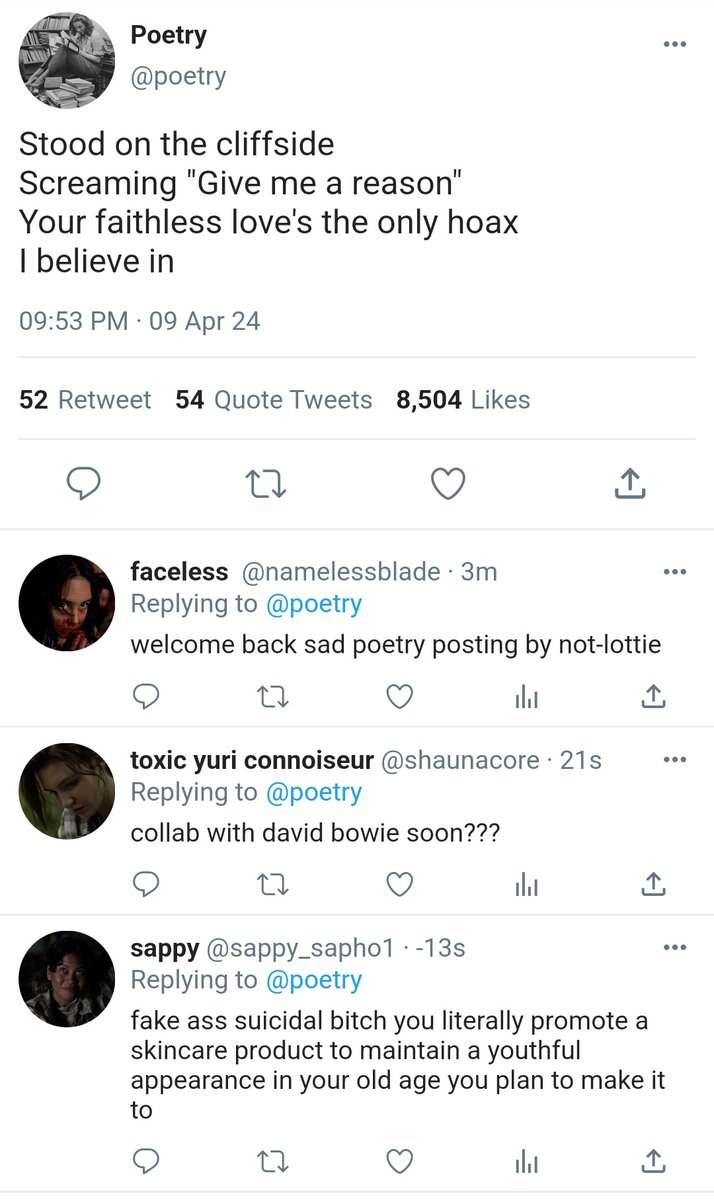 Poetry
@poetry
Stood on the cliffside
Screaming "Give me a reason"
Your faithless love's the only hoax
I believe in
09:53 PM · 09 Apr 24
52 Retweet 54 Quote Tweets 8,504 Likes
faceless @namelessblade · 3m
Replying to @poetry
welcome back sad poetry posting by not-lottie
toxic yuri connoiseur @shaunacore · 21s
Replying to @poetry
collab with david bowie soon???
sappy @sappy_sapho1 · -13s
Replying to @poetry
fake ass suicidal bitch you literally promote a
skincare product to maintain a youthful
appearance in your old age you plan to make it
to